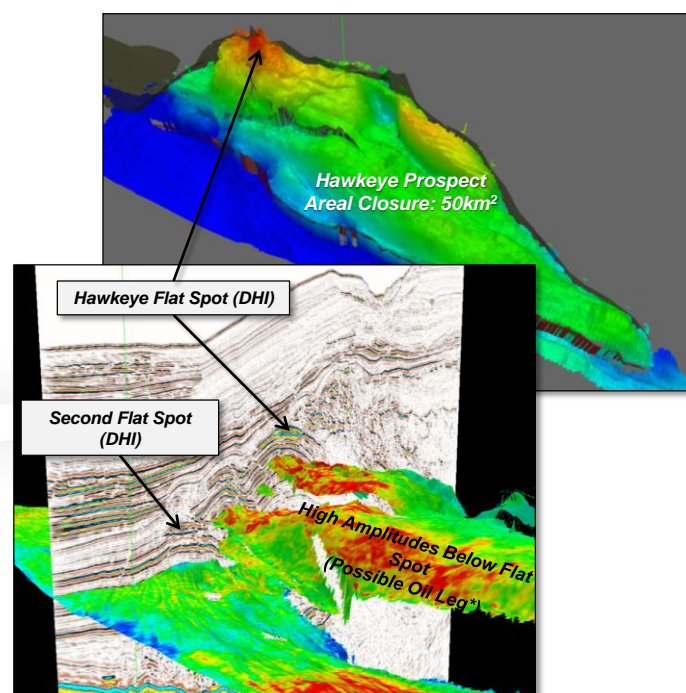 Hawkeye Prospect
Areal Closure: 50km²
Hawkeye Flat Spot (DHI)
Second Flat Spot
(DHI)
High Amplitudes Below Flat
Spot
(Possible Oil Leg*)